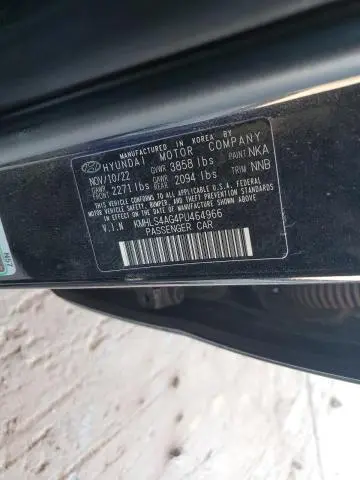 MANUFACTURED IN KOREA BY
HYUNDAI MOTOR COMPANY
NOV/10/22 GVWR 3858 lbs PAINT: NKA
GAWR FRONT 2271 lbs GAWR REAR 2094 lbs TRIM: NNB
THIS VEHICLE CONFORMS TO ALL APPLICABLE U.S.A. FEDERAL
MOTOR VEHICLE SAFETY, BUMPER, AND THEFT PREVENTION STANDARDS
IN EFFECT ON THE DATE OF MANUFACTURE SHOWN ABOVE.
V.I.N KMHLS4AG4PU464966
PASSENGER CAR